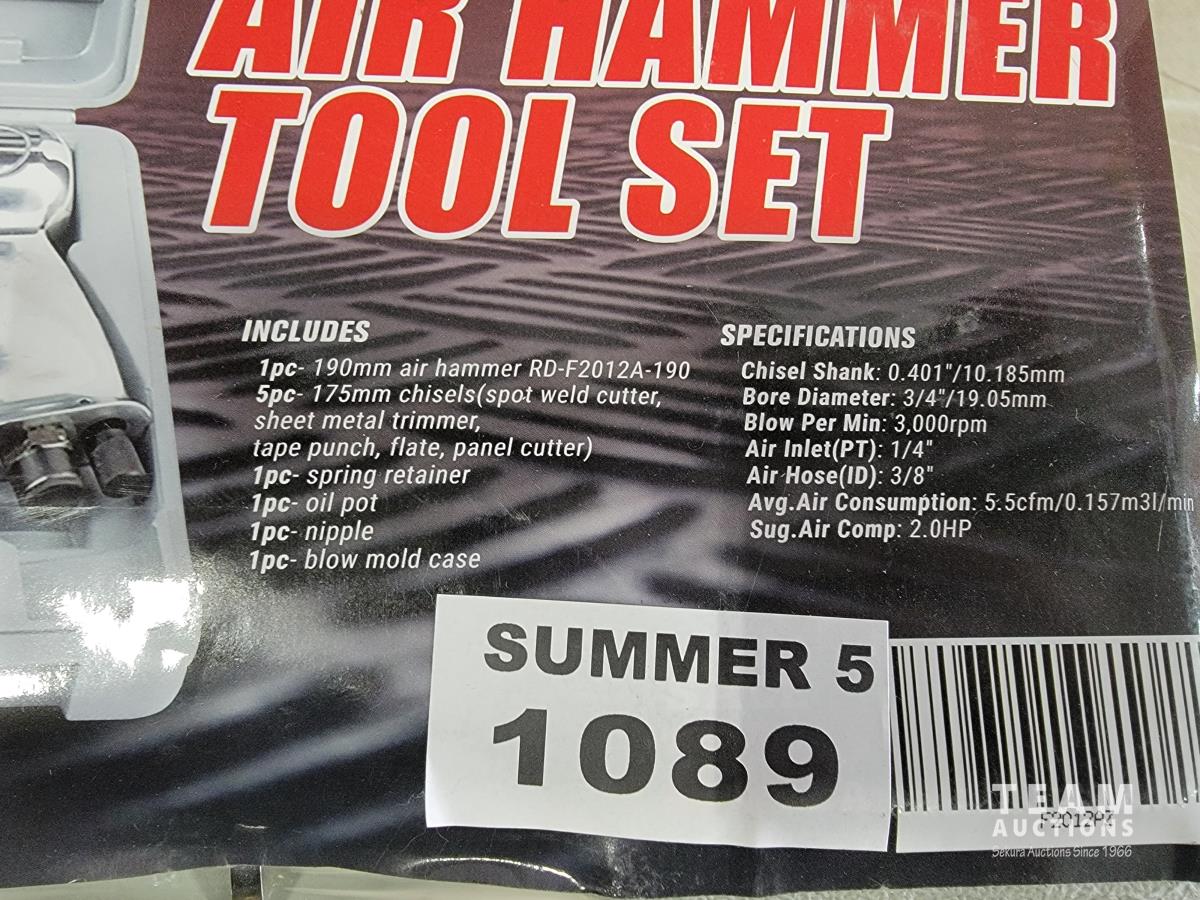 AIR HAMMER
TOOL SET
INCLUDES
1pc- 190mm air hammer RD-F2012A-190
5pc- 175mm chisels(spot weld cutter,
sheet metal trimmer,
tape punch, flate, panel cutter)
1pc- spring retainer
1pc- oil pot
1pc- nipple
1pc- blow mold case
SPECIFICATIONS
Chisel Shank: 0.401"/10.185mm
Bore Diameter: 3/4"/19.05mm
Blow Per Min: 3,000rpm
Air Inlet(PT): 1/4"
Air Hose(ID): 3/8"
Avg.Air Consumption: 5.5cfm/0.157m3l/min
Sug.Air Comp: 2.0HP
SUMMER 5
1089
TEAM
AUCTIONS
Sekura Auctions Since 1966